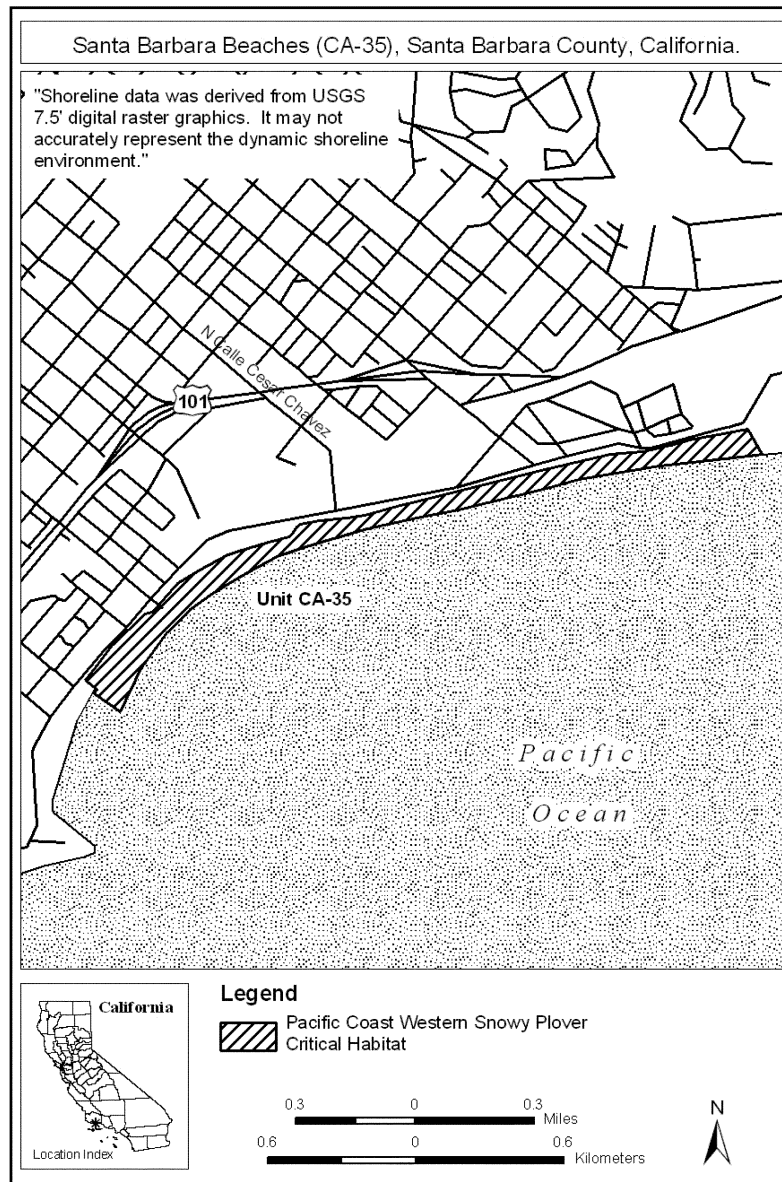 Santa Barbara Beaches (CA-35), Santa Barbara County, California.
"Shoreline data was derived from USGS
7.5' digital raster graphics. It may not
accurately represent the dynamic shoreline
environment."
N Calle Cesar Chavez
101
Unit CA-35
Pacific
Ocean
California
Location Index
Legend
Pacific Coast Western Snowy Plover
Critical Habitat
0.3 0 0.3
Miles
0.6 0 0.6
Kilometers
N